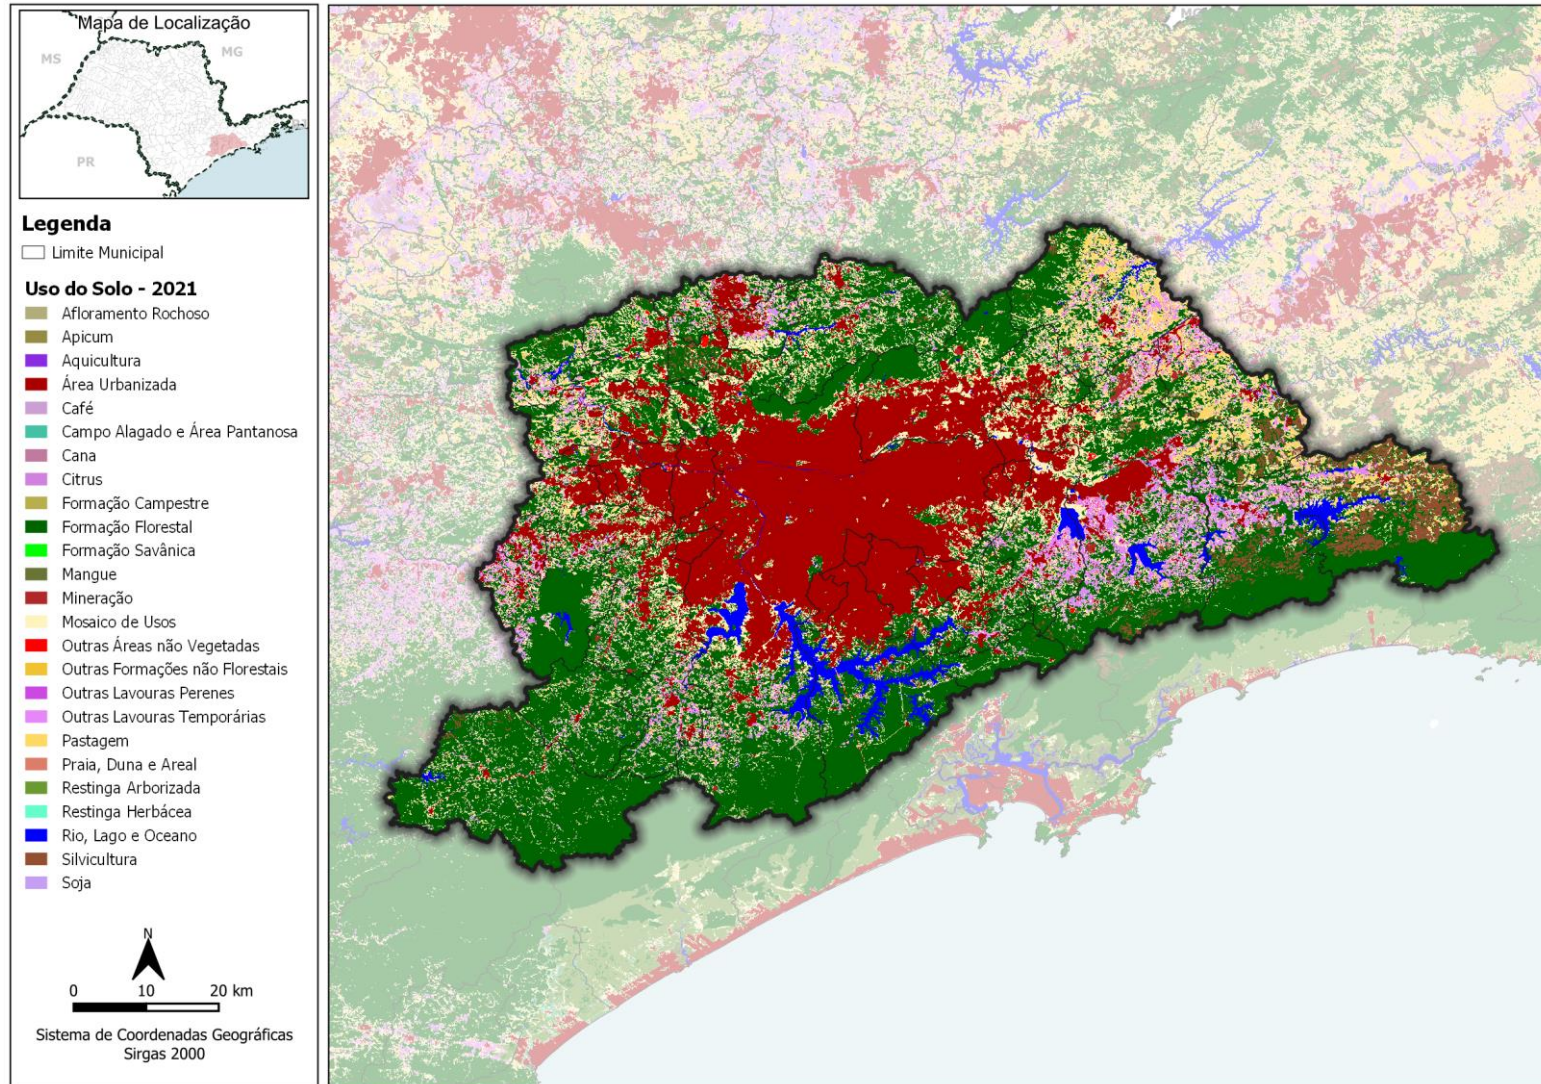 Mapa de Localização
MS
MG
PR
Legenda
Limite Municipal
Uso do Solo - 2021
Afloramento Rochoso
Apicum
Aquicultura
Área Urbanizada
Café
Campo Alagado e Área Pantanosa
Cana
Citrus
Formação Campestre
Formação Florestal
Formação Savânica
Mangue
Mineração
Mosaico de Usos
Outras Áreas não Vegetadas
Outras Formações não Florestais
Outras Lavouras Perenes
Outras Lavouras Temporárias
Pastagem
Praia, Duna e Areal
Restinga Arborizada
Restinga Herbácea
Rio, Lago e Oceano
Silvicultura
Soja
N
0 10 20 km
Sistema de Coordenadas Geográficas
Sirgas 2000
MG